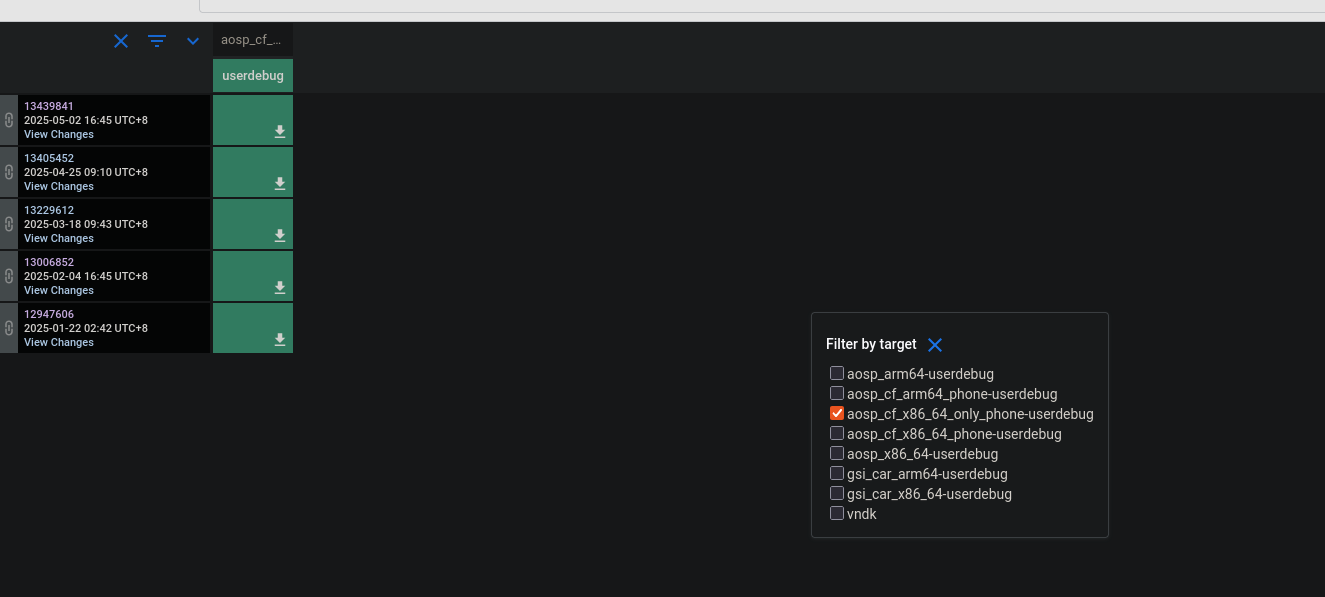 aosp_cf_...
userdebug
13439841
2025-05-02 16:45 UTC+8
View Changes
13405452
2025-04-25 09:10 UTC+8
View Changes
13229612
2025-03-18 09:43 UTC+8
View Changes
13006852
2025-02-04 16:45 UTC+8
View Changes
12947606
2025-01-22 02:42 UTC+8
View Changes
Filter by target
aosp_arm64-userdebug
aosp_cf_arm64_phone-userdebug
aosp_cf_x86_64_only_phone-userdebug
aosp_cf_x86_64_phone-userdebug
aosp_x86_64-userdebug
gsi_car_arm64-userdebug
gsi_car_x86_64-userdebug
vndk